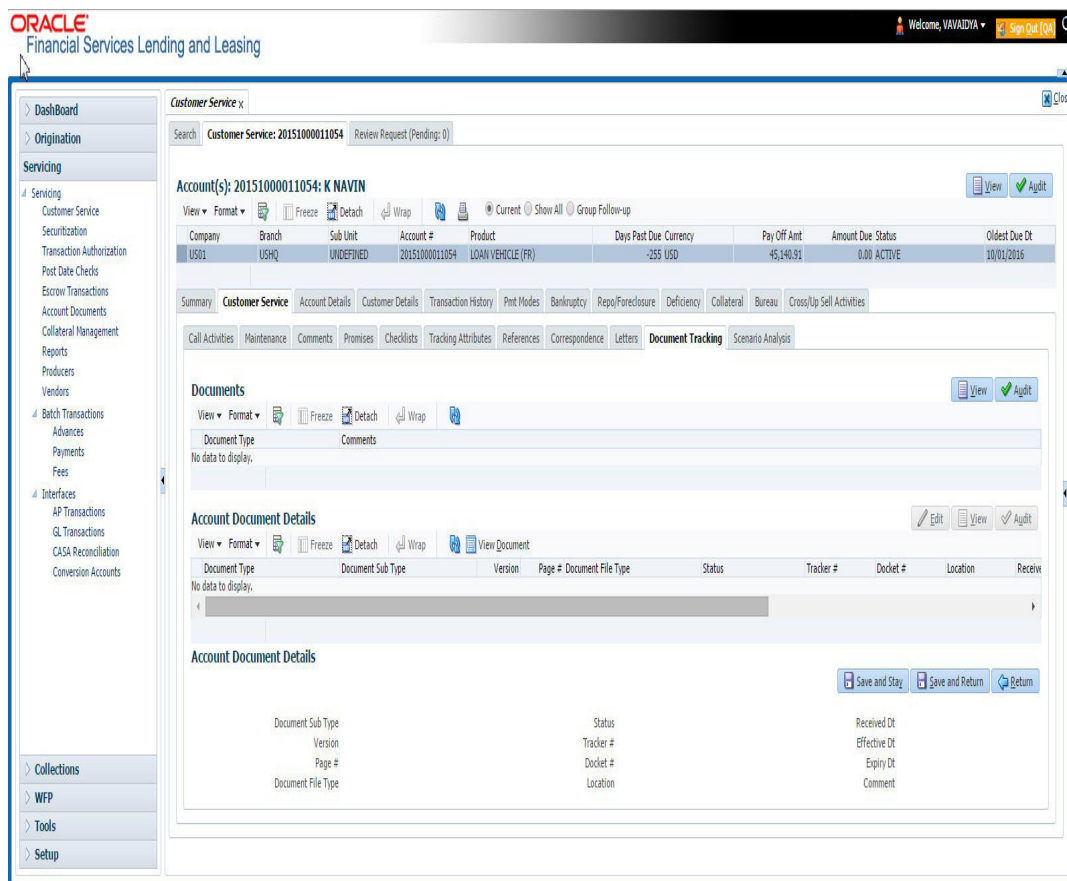 ORACLE
Financial Services Lending and Leasing
Welcome, VAVAIDYA
Sign Out [QA]
DashBoard
Origination
Servicing
Servicing
Customer Service
Securitization
Transaction Authorization
Post Date Checks
Escrow Transactions
Account Documents
Collateral Management
Reports
Producers
Vendors
Batch Transactions
Advances
Payments
Fees
Interfaces
AP Transactions
GL Transactions
CASA Reconciliation
Conversion Accounts
Collections
WFP
Tools
Setup
Customer Service x
Clos
Search Customer Service: 20151000011054 Review Request (Pending: 0)
Account(s): 20151000011054: K NAVIN
View Audit
View Format Freeze Detach Wrap Current Show All Group Follow-up
Company Branch Sub Unit Account # Product Days Past Due Currency Pay Off Amt Amount Due Status Oldest Due Dt
US01 USHQ UNDEFINED 20151000011054 LOAN VEHICLE (FR) -255 USD 45,140.91 0.00 ACTIVE 10/01/2016
Summary Customer Service Account Details Customer Details Transaction History Pmt Modes Bankruptcy Repo/Foreclosure Deficiency Collateral Bureau Cross/Up Sell Activities
Call Activities Maintenance Comments Promises Checklists Tracking Attributes References Correspondence Letters Document Tracking Scenario Analysis
Documents
View Audit
View Format Freeze Detach Wrap
Document Type Comments
No data to display.
Account Document Details
Edit View Audit
View Format Freeze Detach Wrap View Document
Document Type Document Sub Type Version Page # Document File Type Status Tracker # Docket # Location Receive
No data to display.
Account Document Details
Save and Stay Save and Return Return
Document Sub Type Status Received Dt
Version Tracker # Effective Dt
Page # Docket # Expiry Dt
Document File Type Location Comment